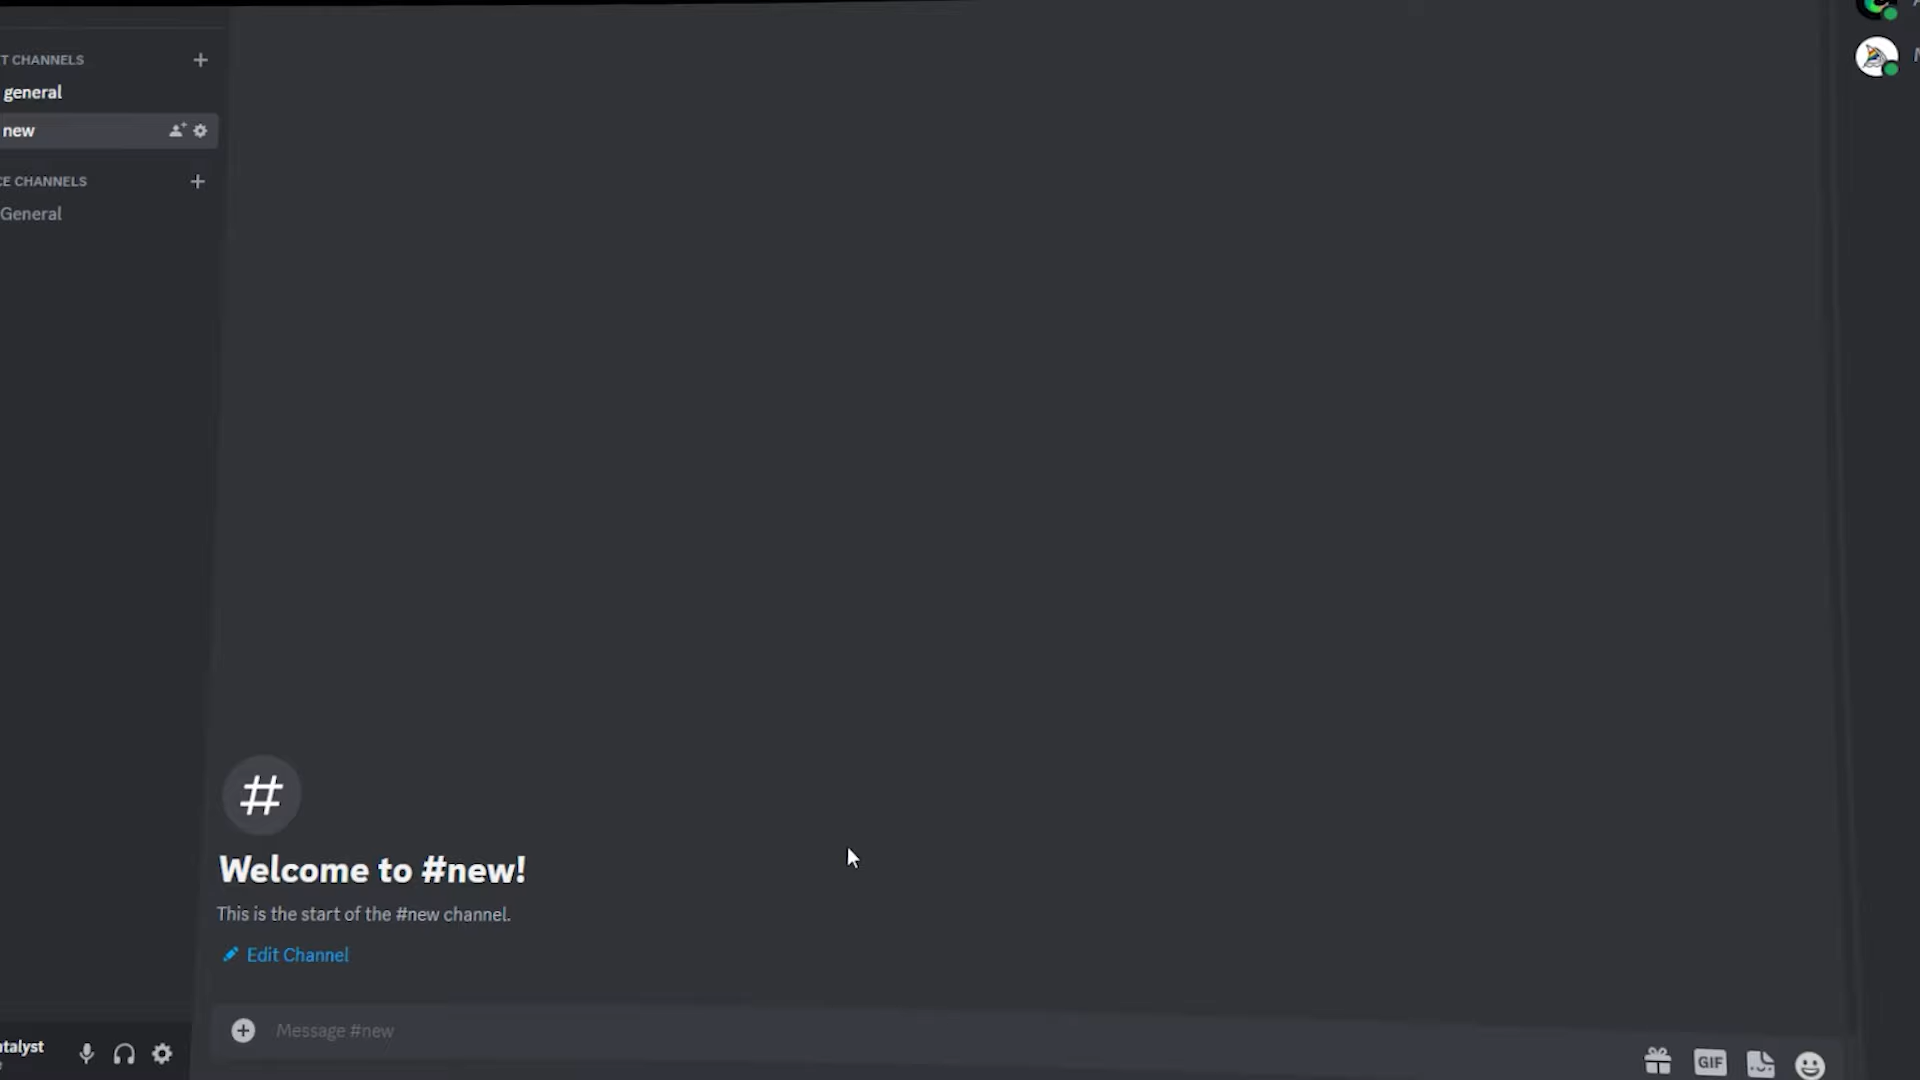 T CHANNELS
general
new
CE CHANNELS
General
Welcome to #new!
This is the start of the #new channel.
Edit Channel
Message #new
GIF
atalyst